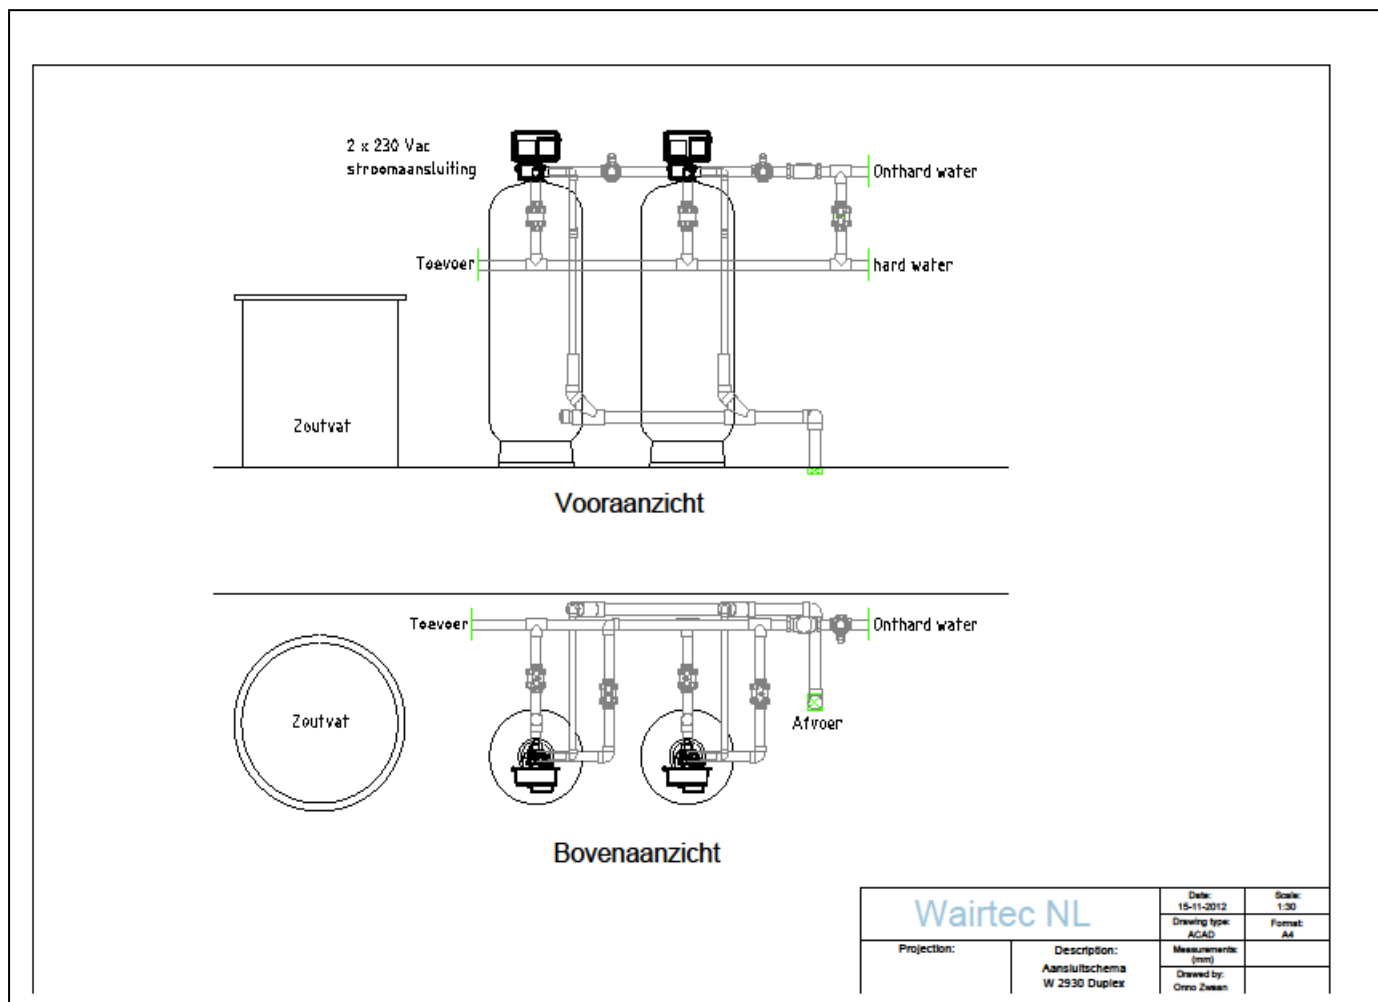 2 x 230 Vac
stroomaansluiting
Onthard water
Toevoer
hard water
Zoutvat
Vooraanzicht
Toevoer
Onthard water
Zoutvat
Afvoer
Bovenaanzicht
Wairtec NL
Date:
15-11-2012
Scale:
1:30
Drawing type:
ACAD
Format:
A4
Projection:
Description:
Aansluitschema
W 2930 Duplex
Measurements:
(mm)
Drawed by:
Onno Zwaan